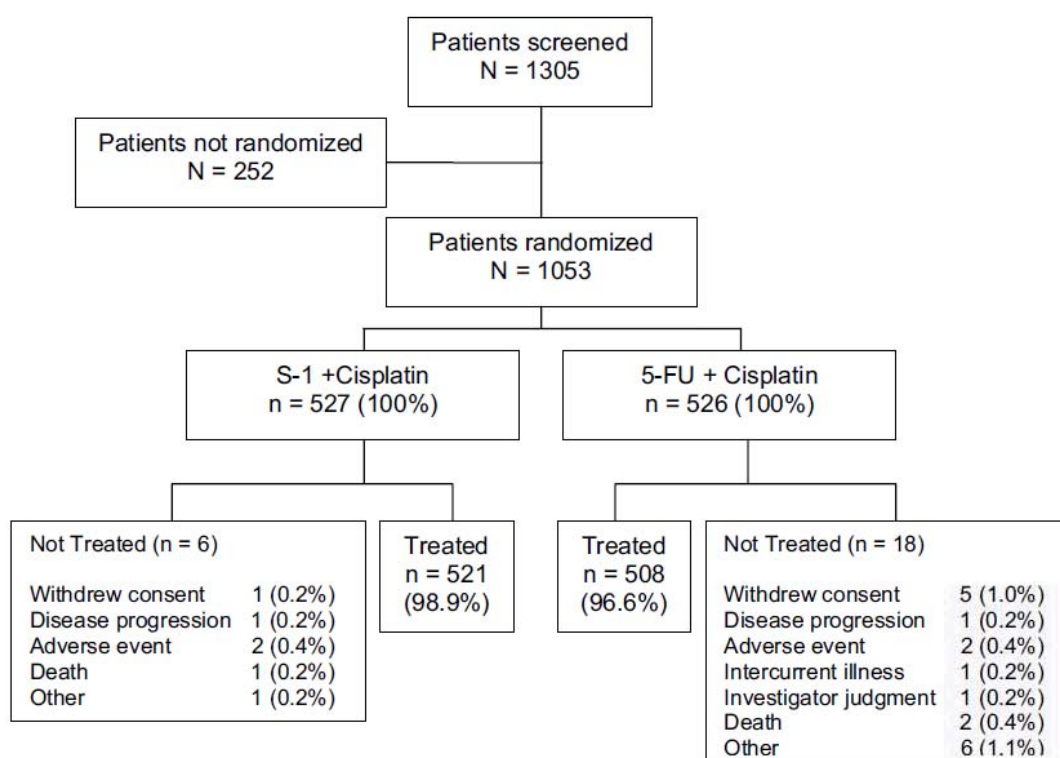 Patients screened
N = 1305
Patients not randomized
N = 252
Patients randomized
N = 1053
S-1 +Cisplatin
n = 527 (100%)
5-FU + Cisplatin
n = 526 (100%)
Not Treated (n = 6)
Withdrew consent 1 (0.2%)
Disease progression 1 (0.2%)
Adverse event 2 (0.4%)
Death 1 (0.2%)
Other 1 (0.2%)
Treated
n = 521
(98.9%)
Treated
n = 508
(96.6%)
Not Treated (n = 18)
Withdrew consent 5 (1.0%)
Disease progression 1 (0.2%)
Adverse event 2 (0.4%)
Intercurrent illness 1 (0.2%)
Investigator judgment 1 (0.2%)
Death 2 (0.4%)
Other 6 (1.1%)